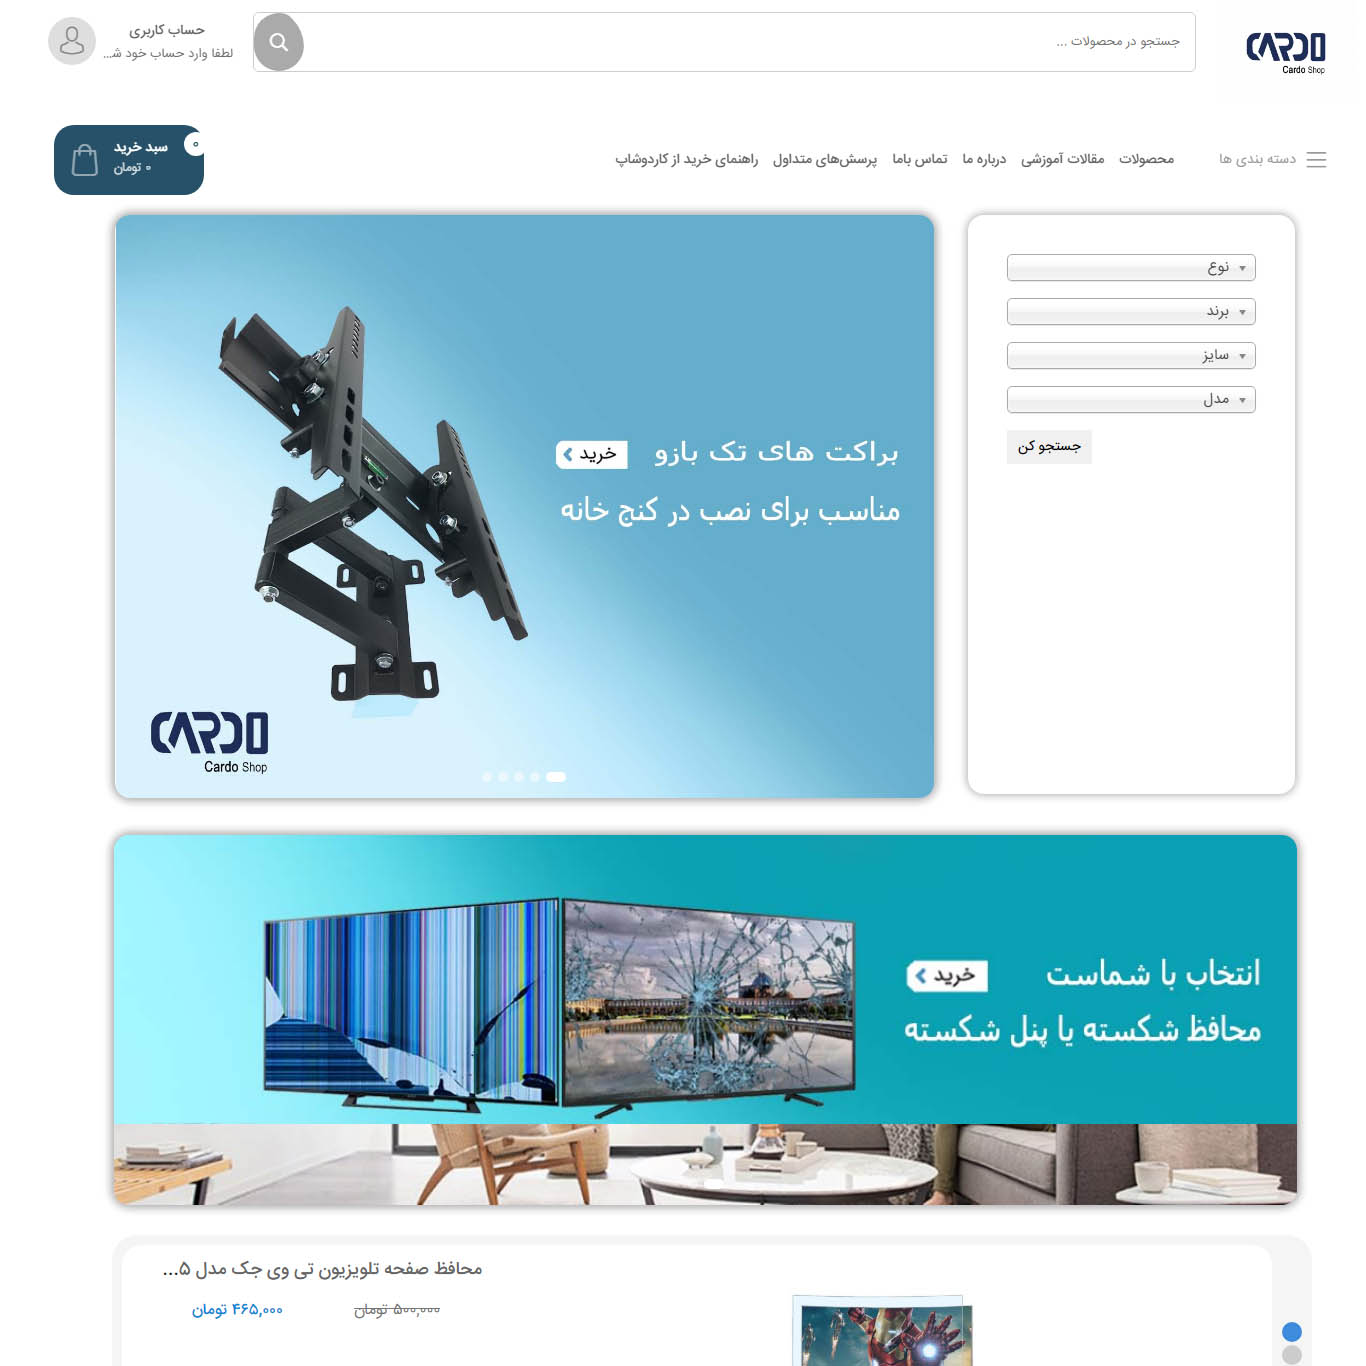 CARDO
Cardo Shop
جستجو در محصولات ...
حساب کاربری
لطفا وارد حساب خود ش...
دسته بندی ها
محصولات
مقالات آموزشی
درباره ما
تماس باما
پرسش‌های متداول
راهنمای خرید از کاردوشاپ
۰
سبد خرید
۰ تومان
نوع
برند
سایز
مدل
جستجو کن
براکت های تک بازو
خرید
مناسب برای نصب در کنج خانه
CARDO
Cardo Shop
انتخاب با شماست
خرید
محافظ شکسته یا پنل شکسته
محافظ صفحه تلویزیون تی وی جک مدل ۵...
۵۰۰,۰۰۰ تومان
۴۶۵,۰۰۰ تومان